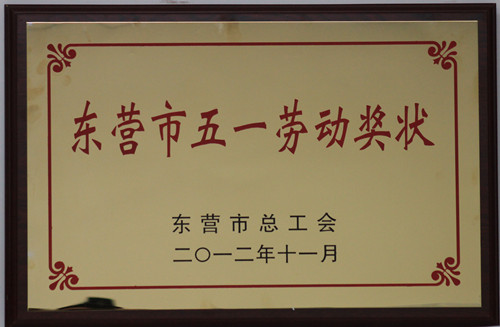 东营市五一劳动奖状
东营市总工会
二〇一二年十一月